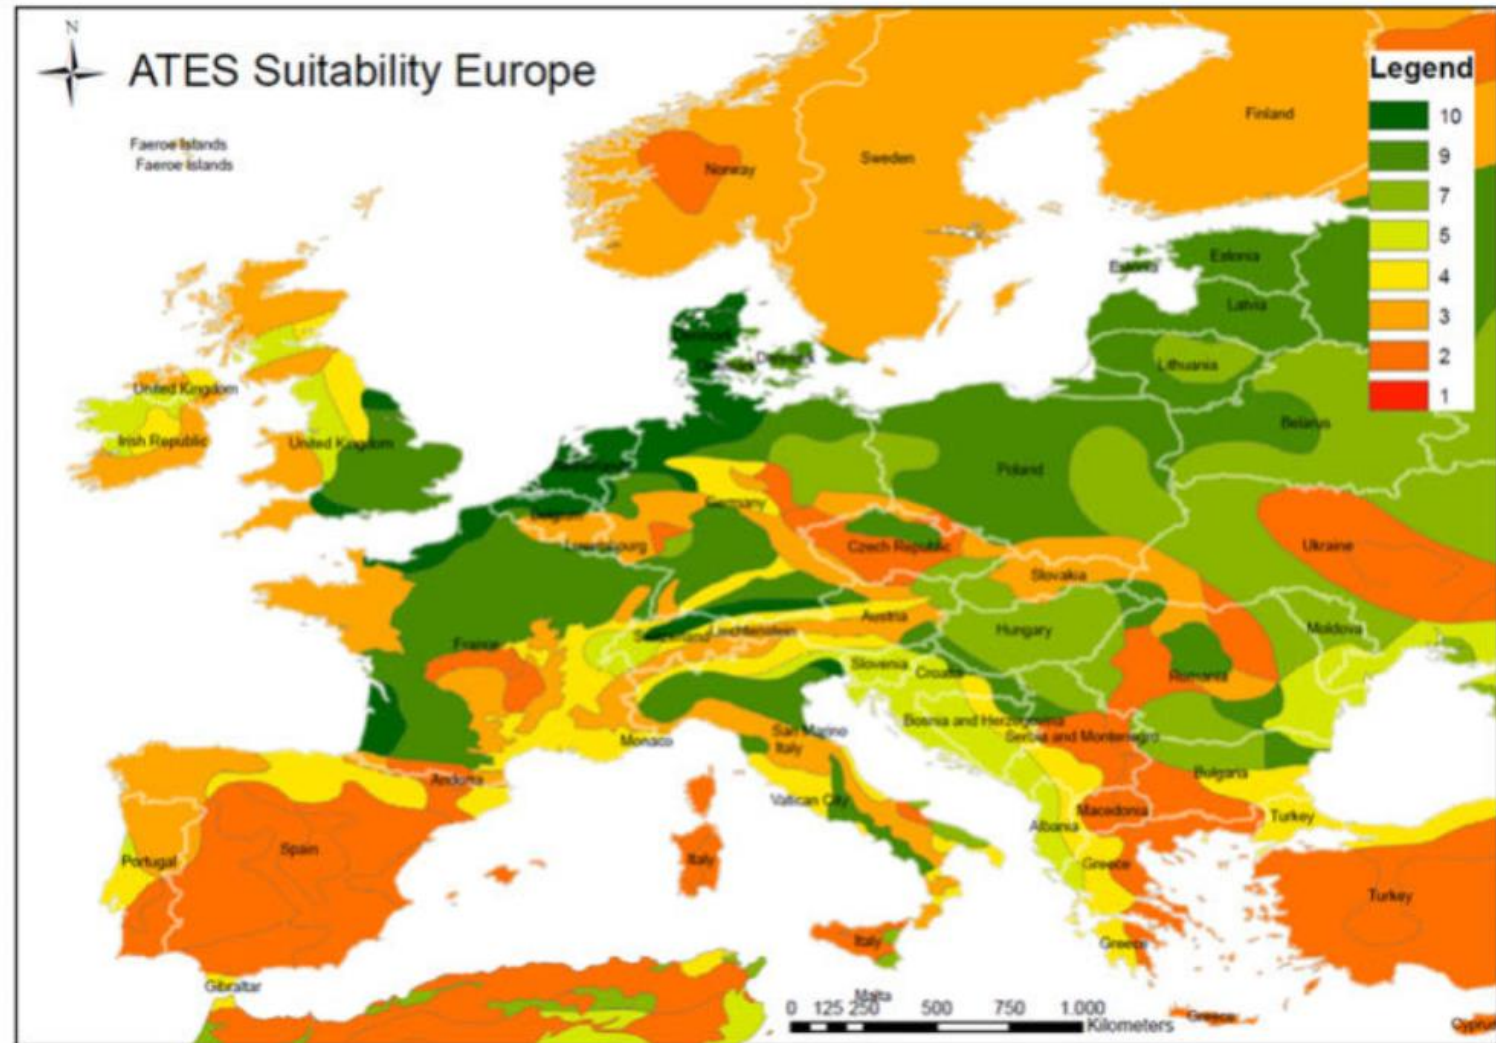 N
ATES Suitability Europe
Legend
10
9
7
5
4
3
2
1
Faeroe Islands
Faeroe Islands
Norway
Sweden
Finland
Estonia
Estonia
Latvia
Lithuania
Denmark
United Kingdom
Irish Republic
United Kingdom
Belarus
Poland
Germany
Belgium
Luxembourg
Czech Republic
Ukraine
Slovakia
Austria
Liechtenstein
Switzerland
Hungary
Moldova
France
Slovenia
Croatia
Romania
Bosnia and Herzegovina
Serbia and Montenegro
San Marino
Italy
Monaco
Andorra
Bulgaria
Vatican City
Macedonia
Albania
Turkey
Portugal
Spain
Italy
Greece
Turkey
Italy
Greece
Gibraltar
Malta
Greece
Cyprus
0 125 250 500 750 1.000
Kilometers